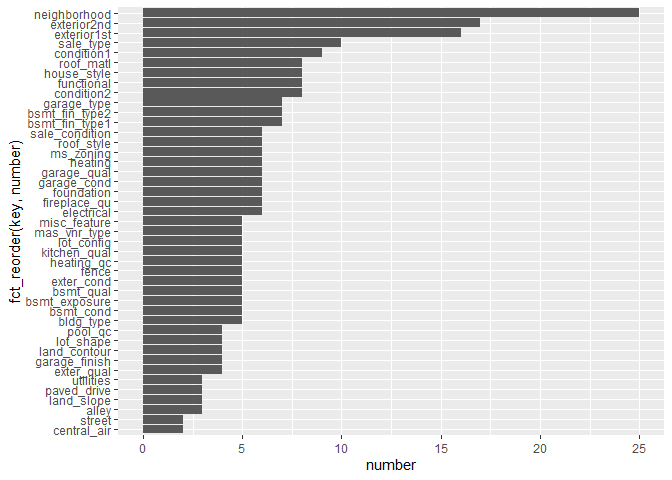 neighborhood
exterior2nd
exterior1st
sale_type
condition1
roof_matl
house_style
functional
condition2
garage_type
bsmt_fin_type2
bsmt_fin_type1
sale_condition
roof_style
ms_zoning
heating
garage_qual
garage_cond
foundation
fireplace_qu
electrical
misc_feature
mas_vnr_type
lot_config
kitchen_qual
heating_qc
fence
exter_cond
bsmt_qual
bsmt_exposure
bsmt_cond
bldg_type
pool_qc
lot_shape
land_contour
garage_finish
exter_qual
utilities
paved_drive
land_slope
alley
street
central_air
fct_reorder(key, number)
0 5 10 15 20 25
number